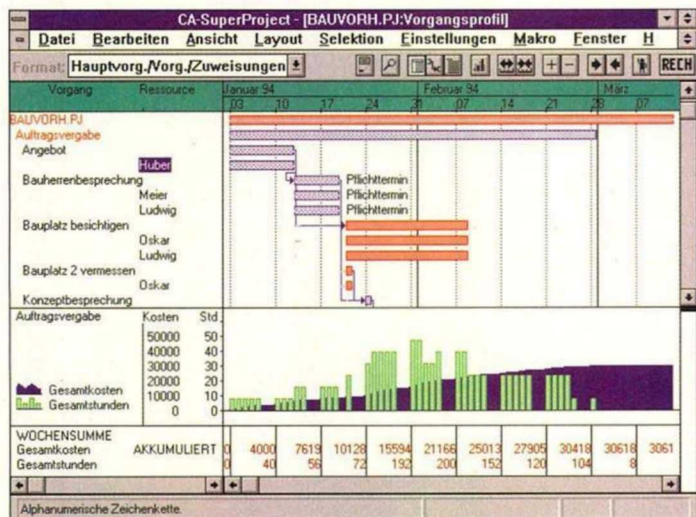 CA-SuperProject - [BAUVORH.PJ:Vorgangsprofil]
Datei Bearbeiten Ansicht Layout Selektion Einstellungen Makro Fenster H
Format: Hauptvorg./Vorg./Zuweisungen RECH
Vorgang Ressource Januar 94 Februar 94 März
03 10 17 24 31 07 14 21 28 07
BAUVORH.PJ
Auftragsvergabe
Angebot
Huber
Bauherrenbesprechung Pflichttermin
Meier Pflichttermin
Ludwig Pflichttermin
Bauplatz besichtigen
Oskar
Ludwig
Bauplatz 2 vermessen
Oskar
Konzeptbesprechung
Auftragsvergabe Kosten Std.
50000 50
40000 40
30000 30
20000 20
10000 10
0 0
Gesamtkosten
Gesamtstunden
WOCHENSUMME
Gesamtkosten AKKUMULIERT 0 4000 7619 10128 15594 21166 25013 27905 30418 30618 3061
Gesamtstunden 0 40 56 72 192 200 152 120 104 8
Alphanumerische Zeichenkette.